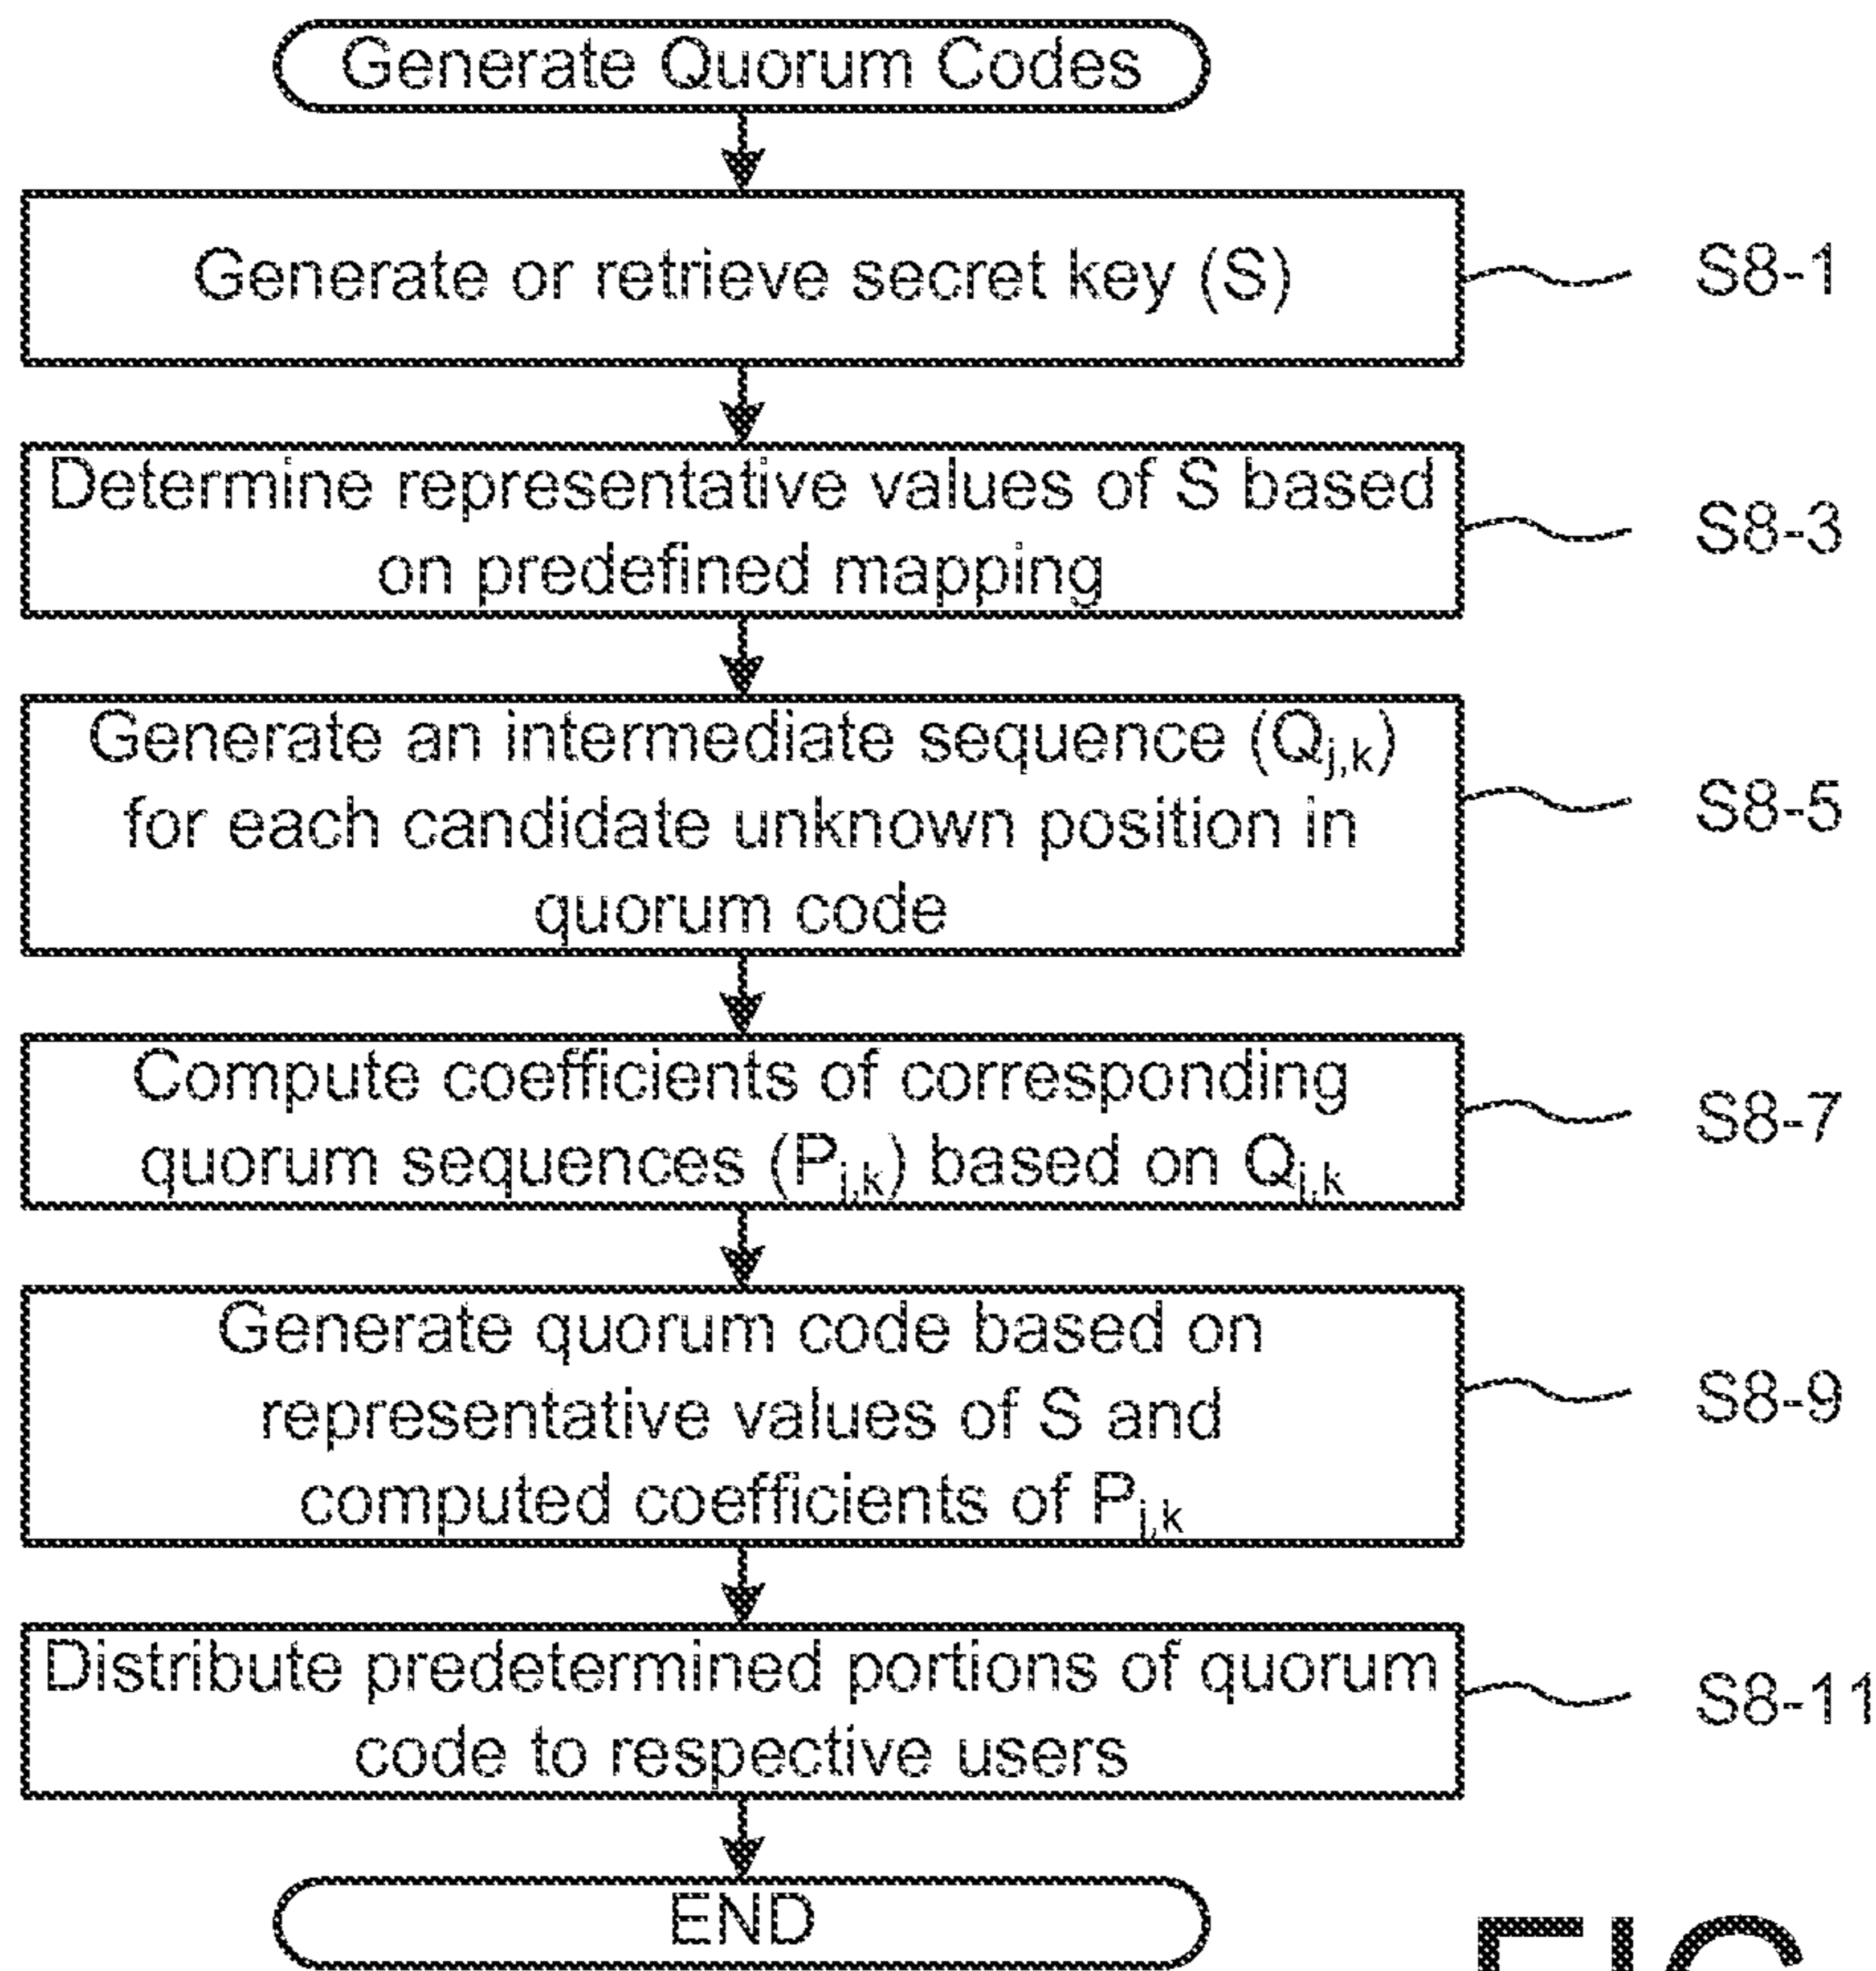 Generate Quorum Codes
Generate or retrieve secret key (S)
S8-1
Determine representative values of S based
on predefined mapping
S8-3
Generate an intermediate sequence (Qj,k)
for each candidate unknown position in
quorum code
S8-5
Compute coefficients of corresponding
quorum sequences (Pj,k) based on Qj,k
S8-7
Generate quorum code based on
representative values of S and
computed coefficients of Pj,k
S8-9
Distribute predetermined portions of quorum
code to respective users
S8-11
END
FIG